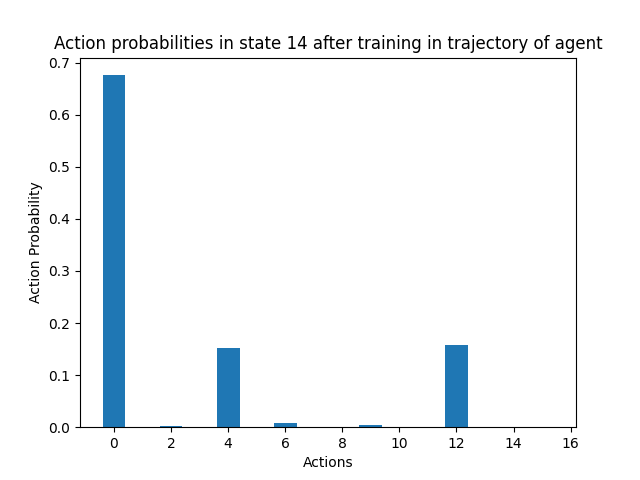 Action probabilities in state 14 after training in trajectory of agent
0.7
0.6
0.5
0.4
0.3
0.2
0.1
0.0
Action Probability
0 2 4 6 8 10 12 14 16
Actions